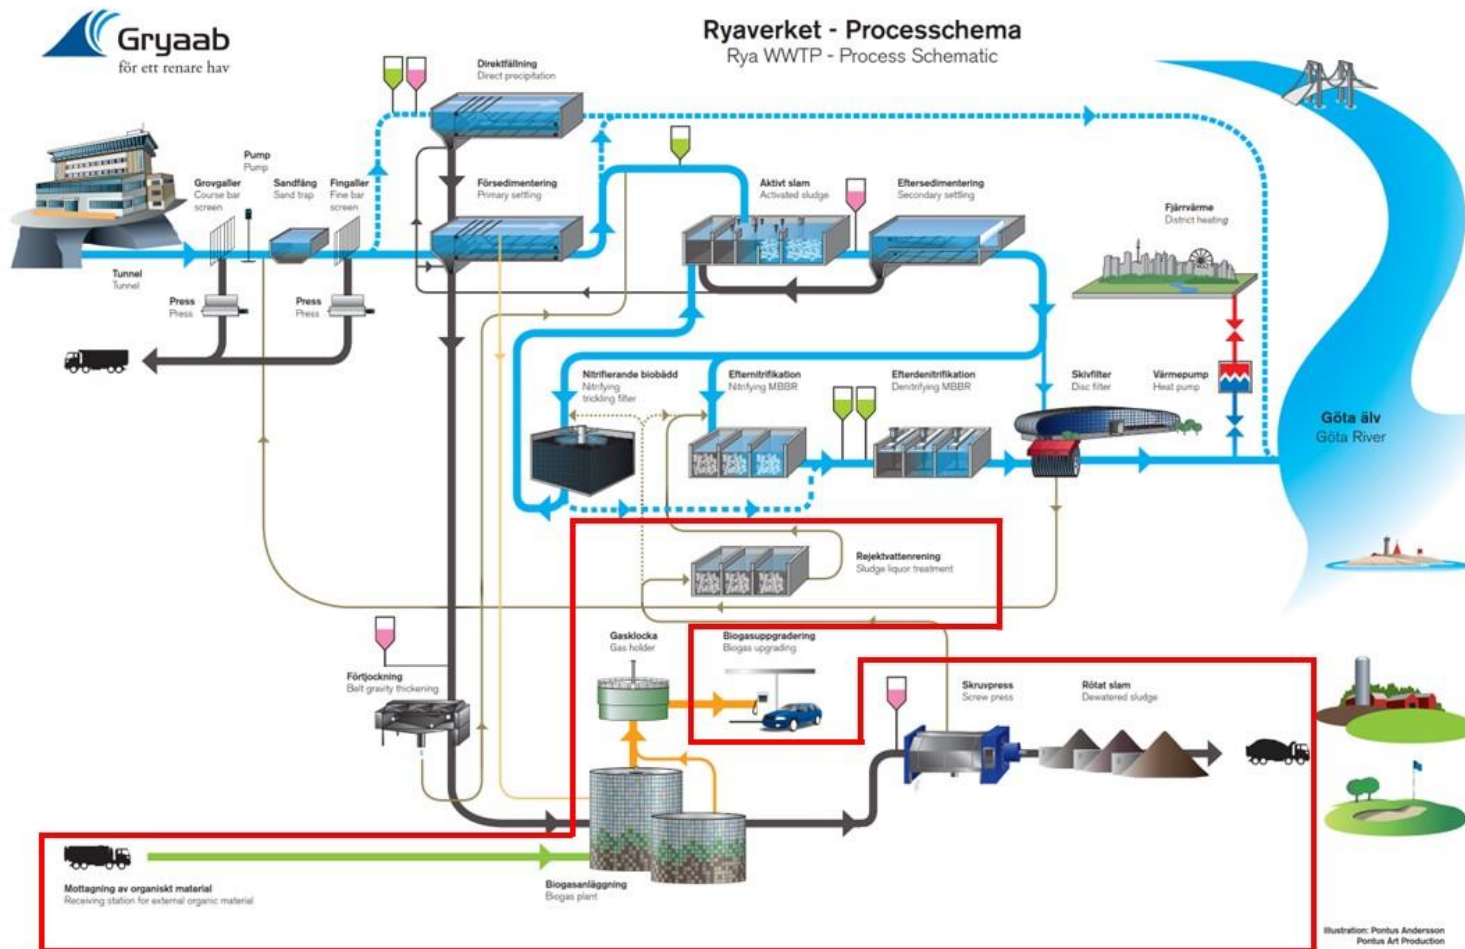 Gryaab
för ett renare hav
Ryaverket - Processchema
Rya WWTP - Process Schematic
Direktfällning
Direct precipitation
Pump
Pump
Grovgaller
Course bar
screen
Sandfång
Sand trap
Fingaller
Fine bar
screen
Försedimentering
Primary settling
Aktivt slam
Activated sludge
Eftersedimentering
Secondary settling
Fjärrvärme
District heating
Tunnel
Tunnel
Press
Press
Press
Press
Nitrifierande biobädd
Nitrifying
trickling filter
Efternitrifikation
Nitrifying MBBR
Efterdenitrifikation
Denitrifying MBBR
Skivfilter
Disc filter
Värmepump
Heat pump
Göta älv
Göta River
Rejektvattenrening
Sludge liquor treatment
Gasklocka
Gas holder
Biogasuppgradering
Biogas upgrading
Förtjockning
Belt gravity thickening
Skruvpress
Screw press
Rötat slam
Dewatered sludge
Mottagning av organiskt material
Receiving station for external organic material
Biogasanläggning
Biogas plant
Illustration: Pontus Andersson
Pontus Art Production